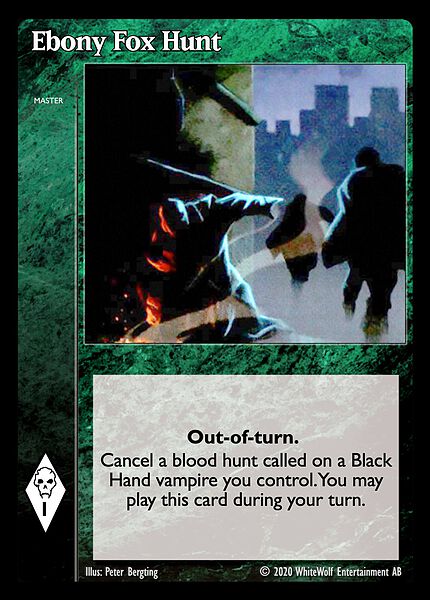 Ebony Fox Hunt
MASTER
Out-of-turn.
Cancel a blood hunt called on a Black
Hand vampire you control.You may
play this card during your turn.
I
Illus: Peter Bergting
© 2020 WhiteWolf Entertainment AB